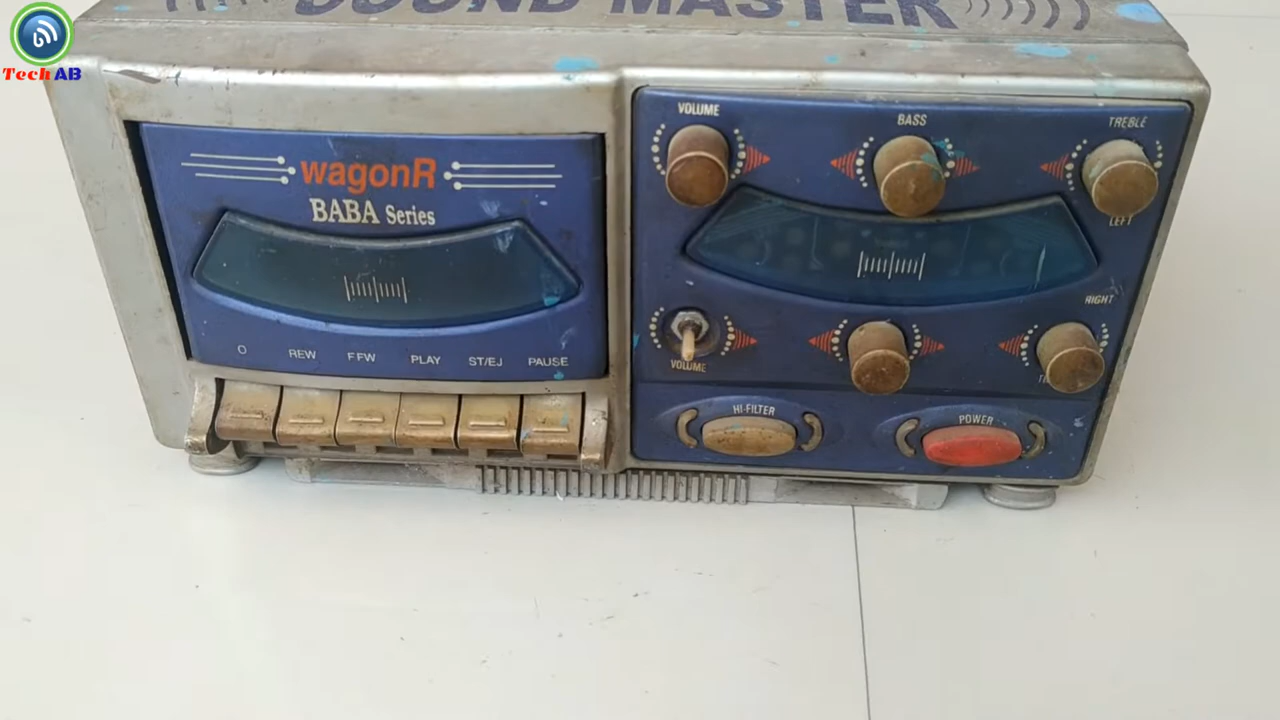 SOUND MASTER
Tech AB
wagonR
BABA Series
O REW FFW PLAY ST/EJ PAUSE
VOLUME BASS TREBLE
LEFT
RIGHT
VOLUME
HI-FILTER POWER